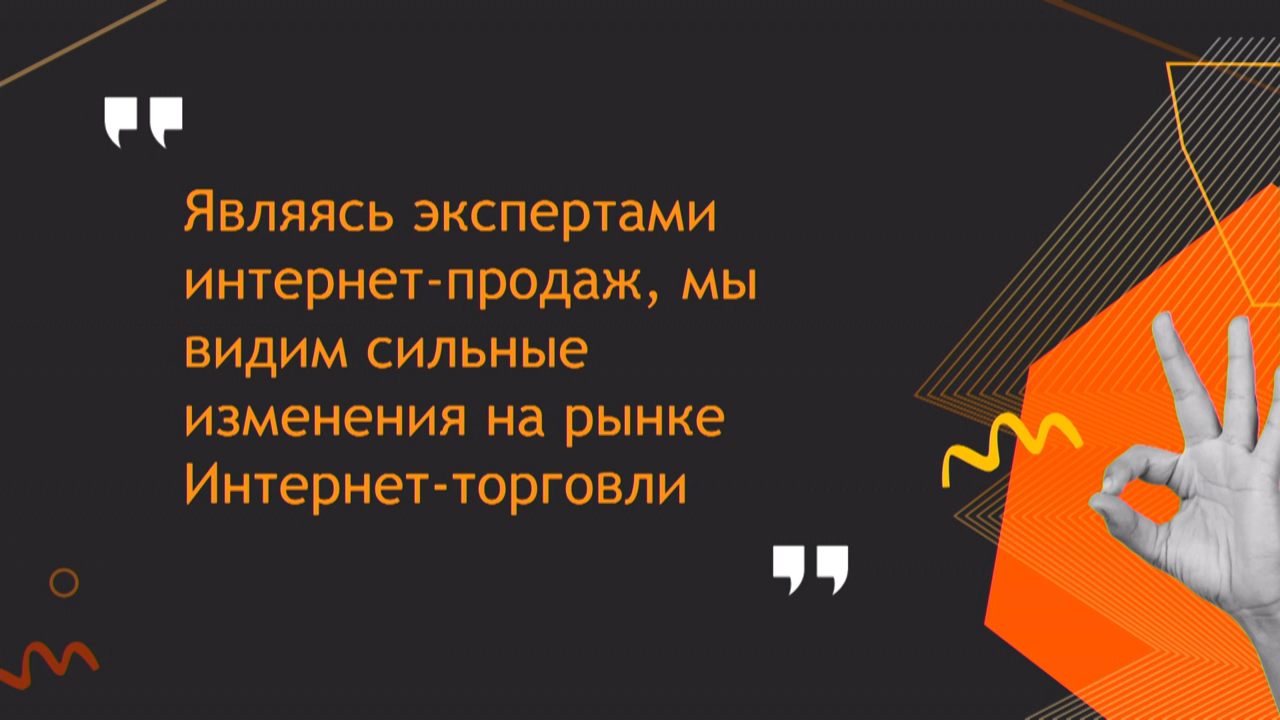 Являясь экспертами
интернет-продаж, мы
видим сильные
изменения на рынке
Интернет-торговли